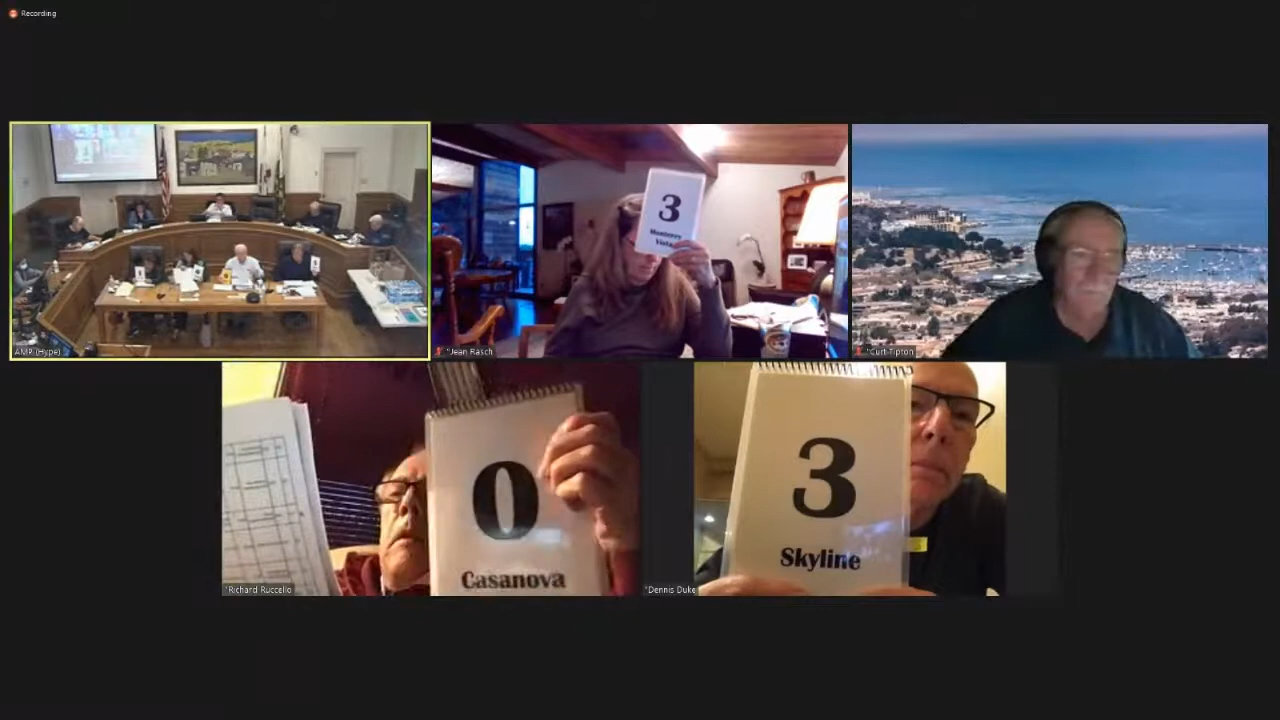 Recording
AMP (Hype)
3
Monterey
Vista
"Jean Rasch
"Curt Tipton
0
Casanova
"Richard Ruccello
3
Skyline
"Dennis Duke